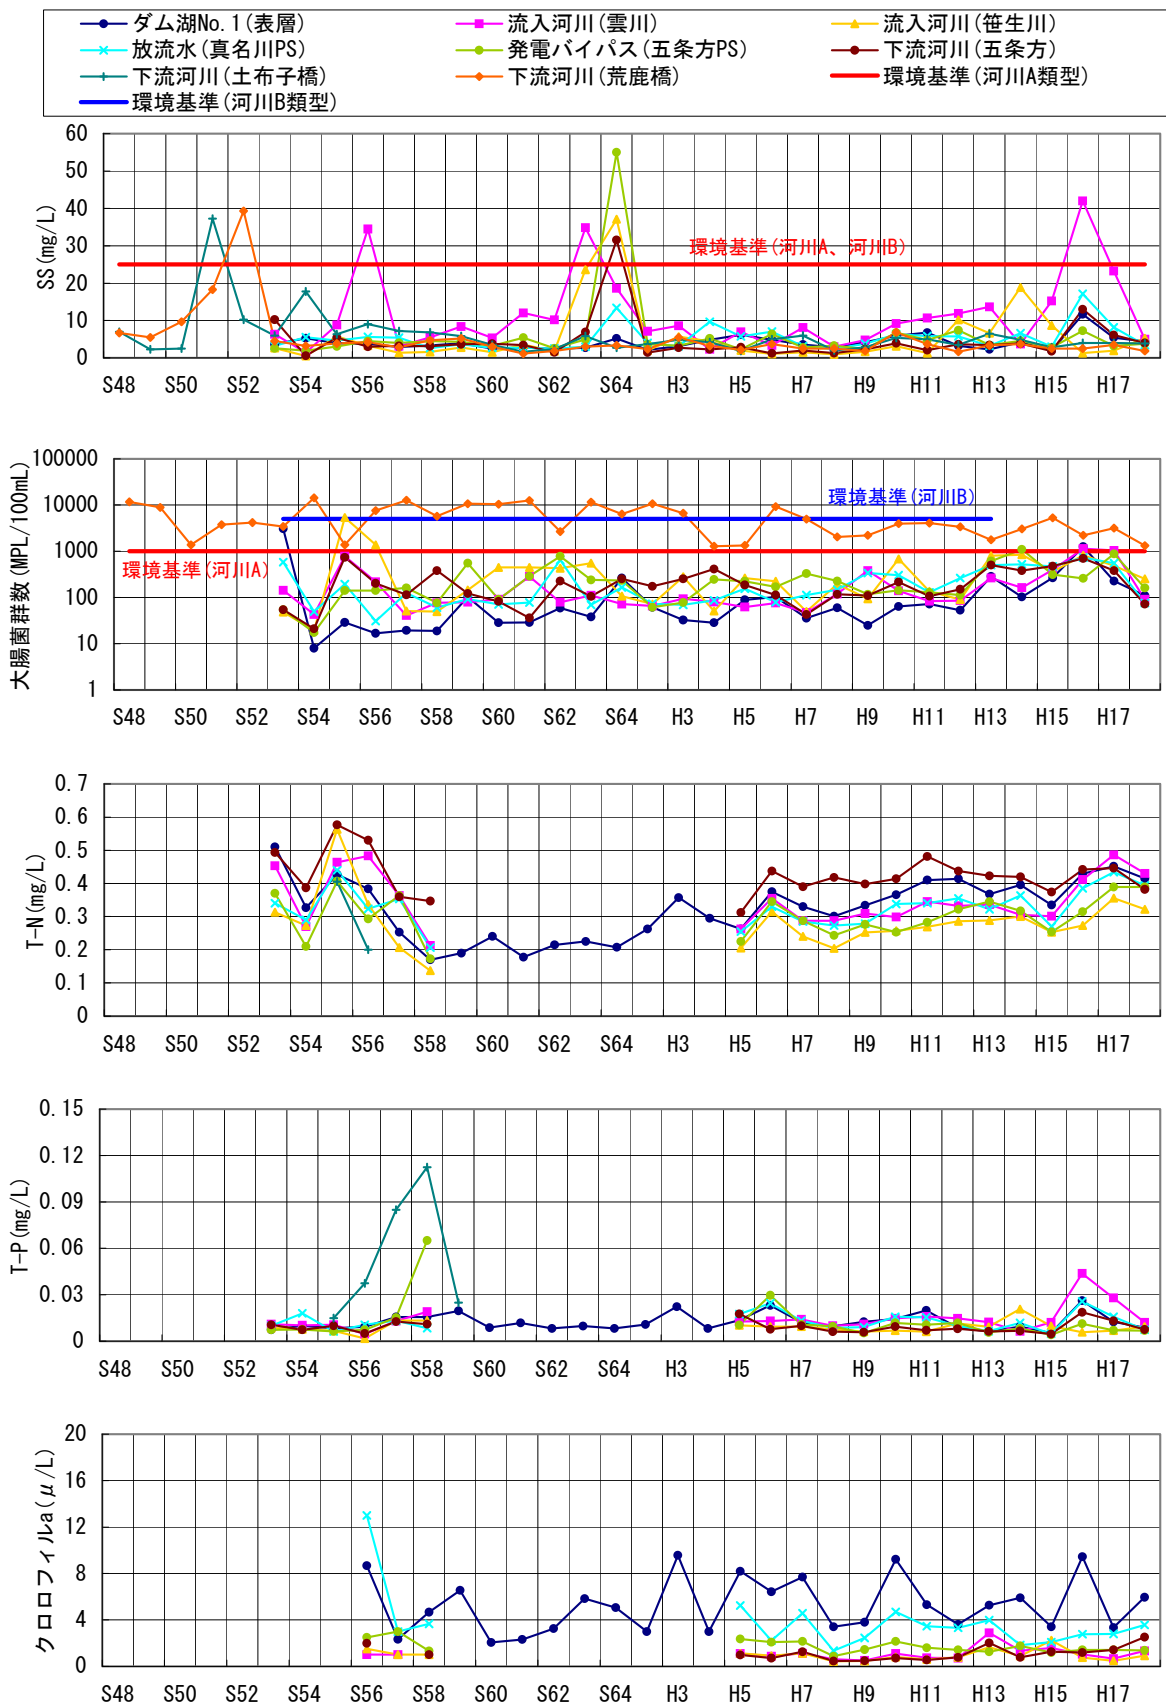 ダム湖No.1(表層) 流入河川(雲川) 流入河川(笹生川)
放流水(真名川PS) 発電バイパス(五条方PS) 下流河川(五条方)
下流河川(土布子橋) 下流河川(荒鹿橋) 環境基準(河川A類型)
環境基準(河川B類型)
SS(mg/L)
60
50
40
30
20
10
0
環境基準(河川A、河川B)
S48 S50 S52 S54 S56 S58 S60 S62 S64 H3 H5 H7 H9 H11 H13 H15 H17
大腸菌群数(MPL/100mL)
100000
10000
1000
100
10
1
環境基準(河川B)
環境基準(河川A)
S48 S50 S52 S54 S56 S58 S60 S62 S64 H3 H5 H7 H9 H11 H13 H15 H17
T-N(mg/L)
0.7
0.6
0.5
0.4
0.3
0.2
0.1
0
S48 S50 S52 S54 S56 S58 S60 S62 S64 H3 H5 H7 H9 H11 H13 H15 H17
T-P(mg/L)
0.15
0.12
0.09
0.06
0.03
0
S48 S50 S52 S54 S56 S58 S60 S62 S64 H3 H5 H7 H9 H11 H13 H15 H17
クロロフィルa(μ/L)
20
16
12
8
4
0
S48 S50 S52 S54 S56 S58 S60 S62 S64 H3 H5 H7 H9 H11 H13 H15 H17